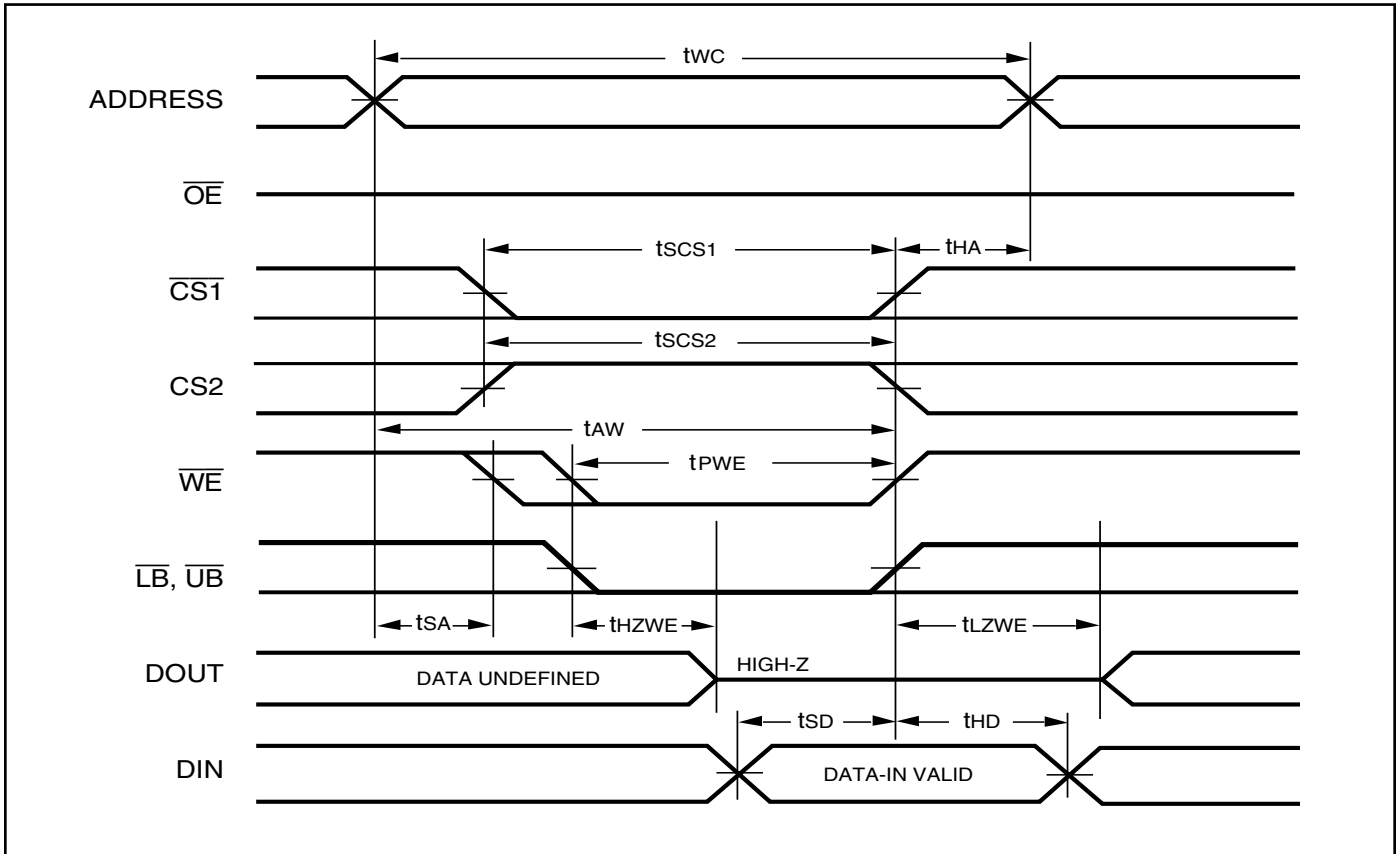 tWC
ADDRESS
OE
tSCS1
tHA
CS1
tSCS2
CS2
tAW
tPWE
WE
LB, UB
tSA
tHZWE
tLZWE
DOUT
DATA UNDEFINED
HIGH-Z
tSD
tHD
DIN
DATA-IN VALID